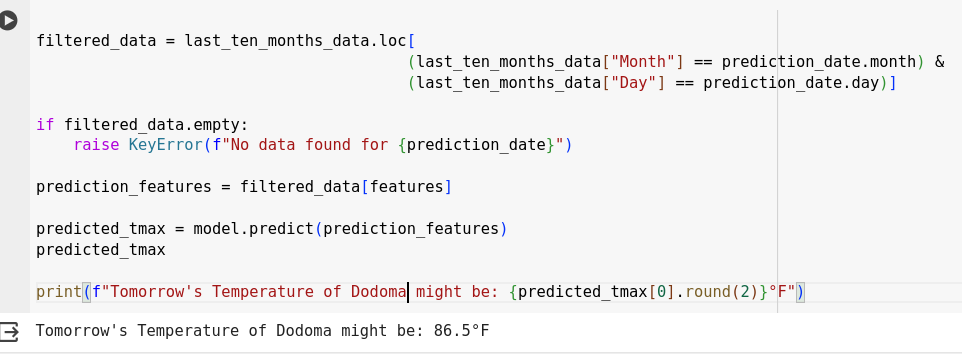 filtered_data = last_ten_months_data.loc[
(last_ten_months_data["Month"] == prediction_date.month) &
(last_ten_months_data["Day"] == prediction_date.day)]
if filtered_data.empty:
raise KeyError(f"No data found for {prediction_date}")
prediction_features = filtered_data[features]
predicted_tmax = model.predict(prediction_features)
predicted_tmax
print(f"Tomorrow's Temperature of Dodoma might be: {predicted_tmax[0].round(2)}°F")
Tomorrow's Temperature of Dodoma might be: 86.5°F